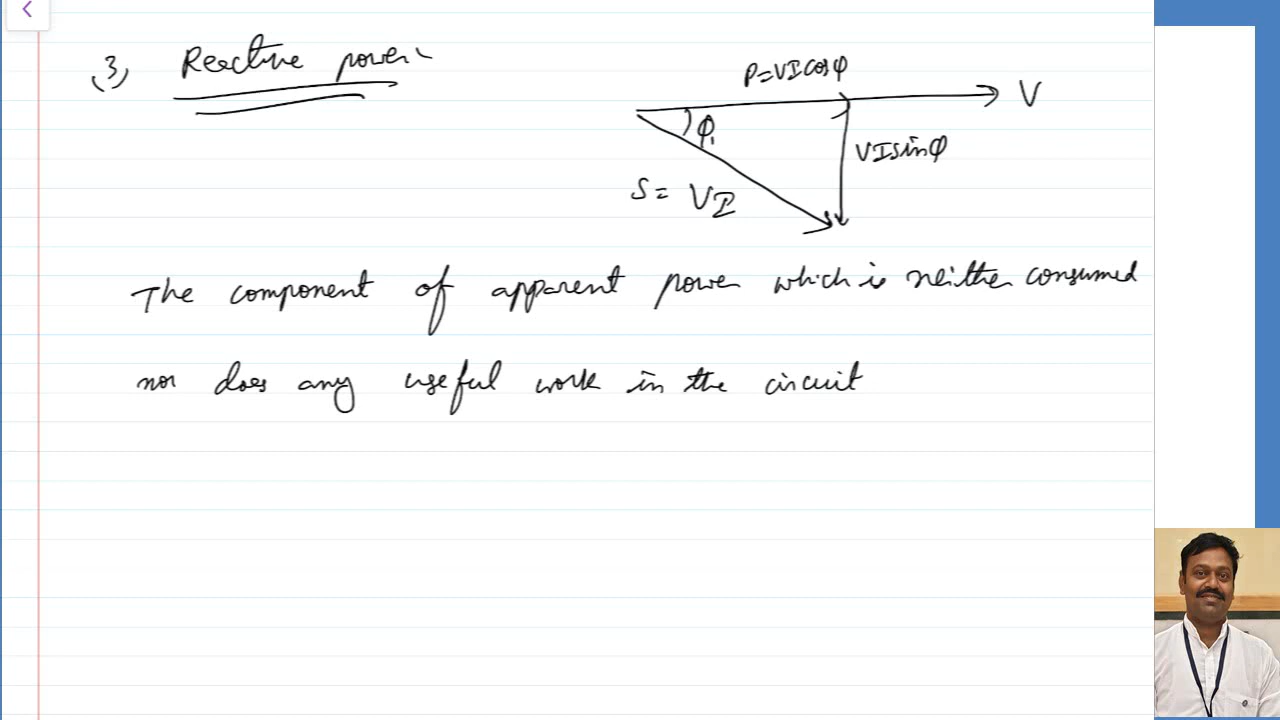 (3) Reactive power
P=VIcosφ
V
φ1
VIsinφ
S = VI
The component of apparent power which is neither consumed
nor does any useful work in the circuit